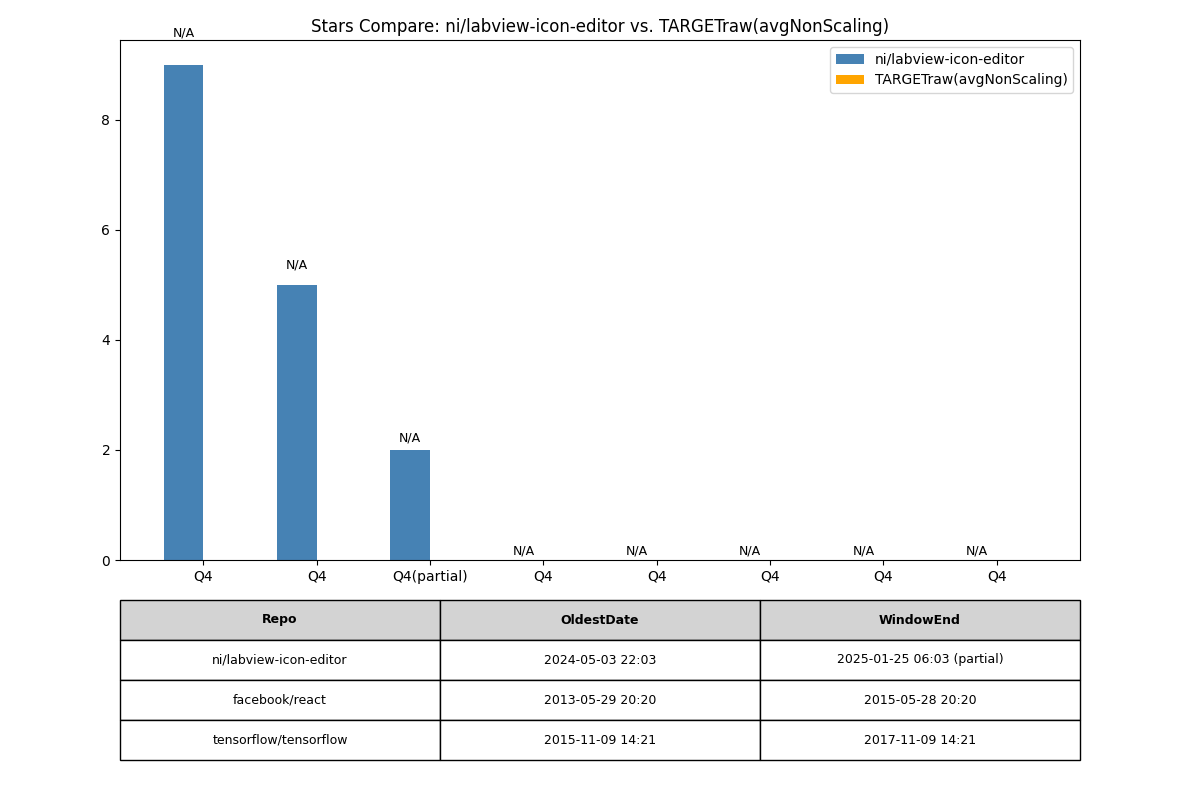 Stars Compare: ni/labview-icon-editor vs. TARGETraw(avgNonScaling)
N/A
ni/labview-icon-editor
TARGETraw(avgNonScaling)
8
6
N/A
4
N/A
2
N/A N/A N/A N/A N/A
0
Q4 Q4 Q4(partial) Q4 Q4 Q4 Q4 Q4
Repo OldestDate WindowEnd
ni/labview-icon-editor 2024-05-03 22:03 2025-01-25 06:03 (partial)
facebook/react 2013-05-29 20:20 2015-05-28 20:20
tensorflow/tensorflow 2015-11-09 14:21 2017-11-09 14:21